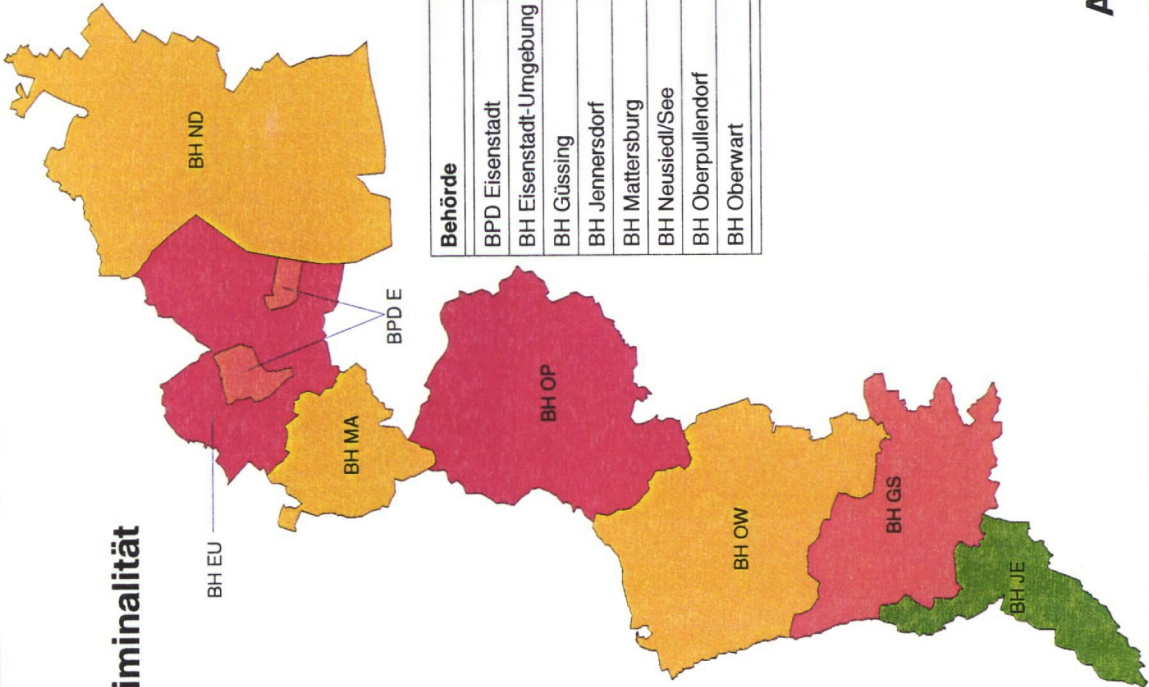 iminalität
BH EU
BPD E
BH ND
BH MA
BH OP
BH OW
BH GS
BH JE
Behörde
BPD Eisenstadt
BH Eisenstadt-Umgebung
BH Güssing
BH Jennersdorf
BH Mattersburg
BH Neusiedl/See
BH Oberpullendorf
BH Oberwart
A